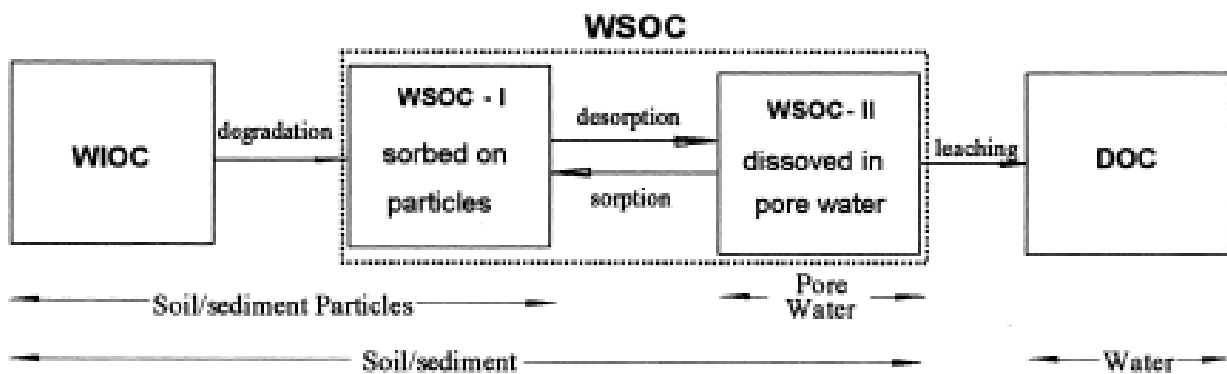 WSOC
WIOC
degradation
WSOC - I
sorbed on
particles
desorption
sorption
WSOC - II
dissoved in
pore water
leaching
DOC
Soil/sediment Particles
Pore
Water
Soil/sediment
Water